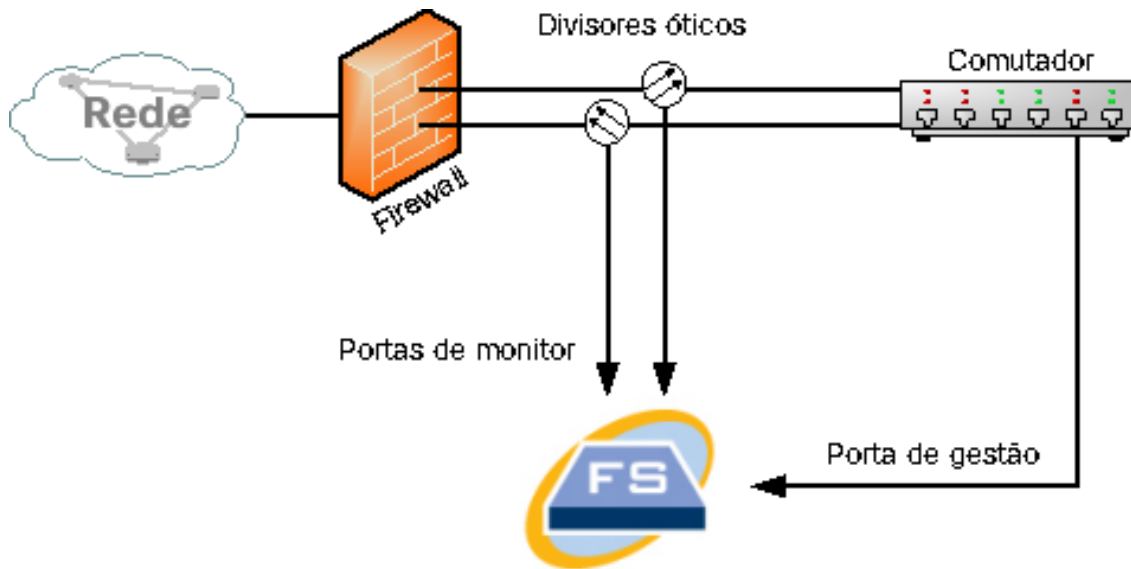 Divisores óticos
Comutador
Rede
Firewall
Portas de monitor
Porta de gestão
FS